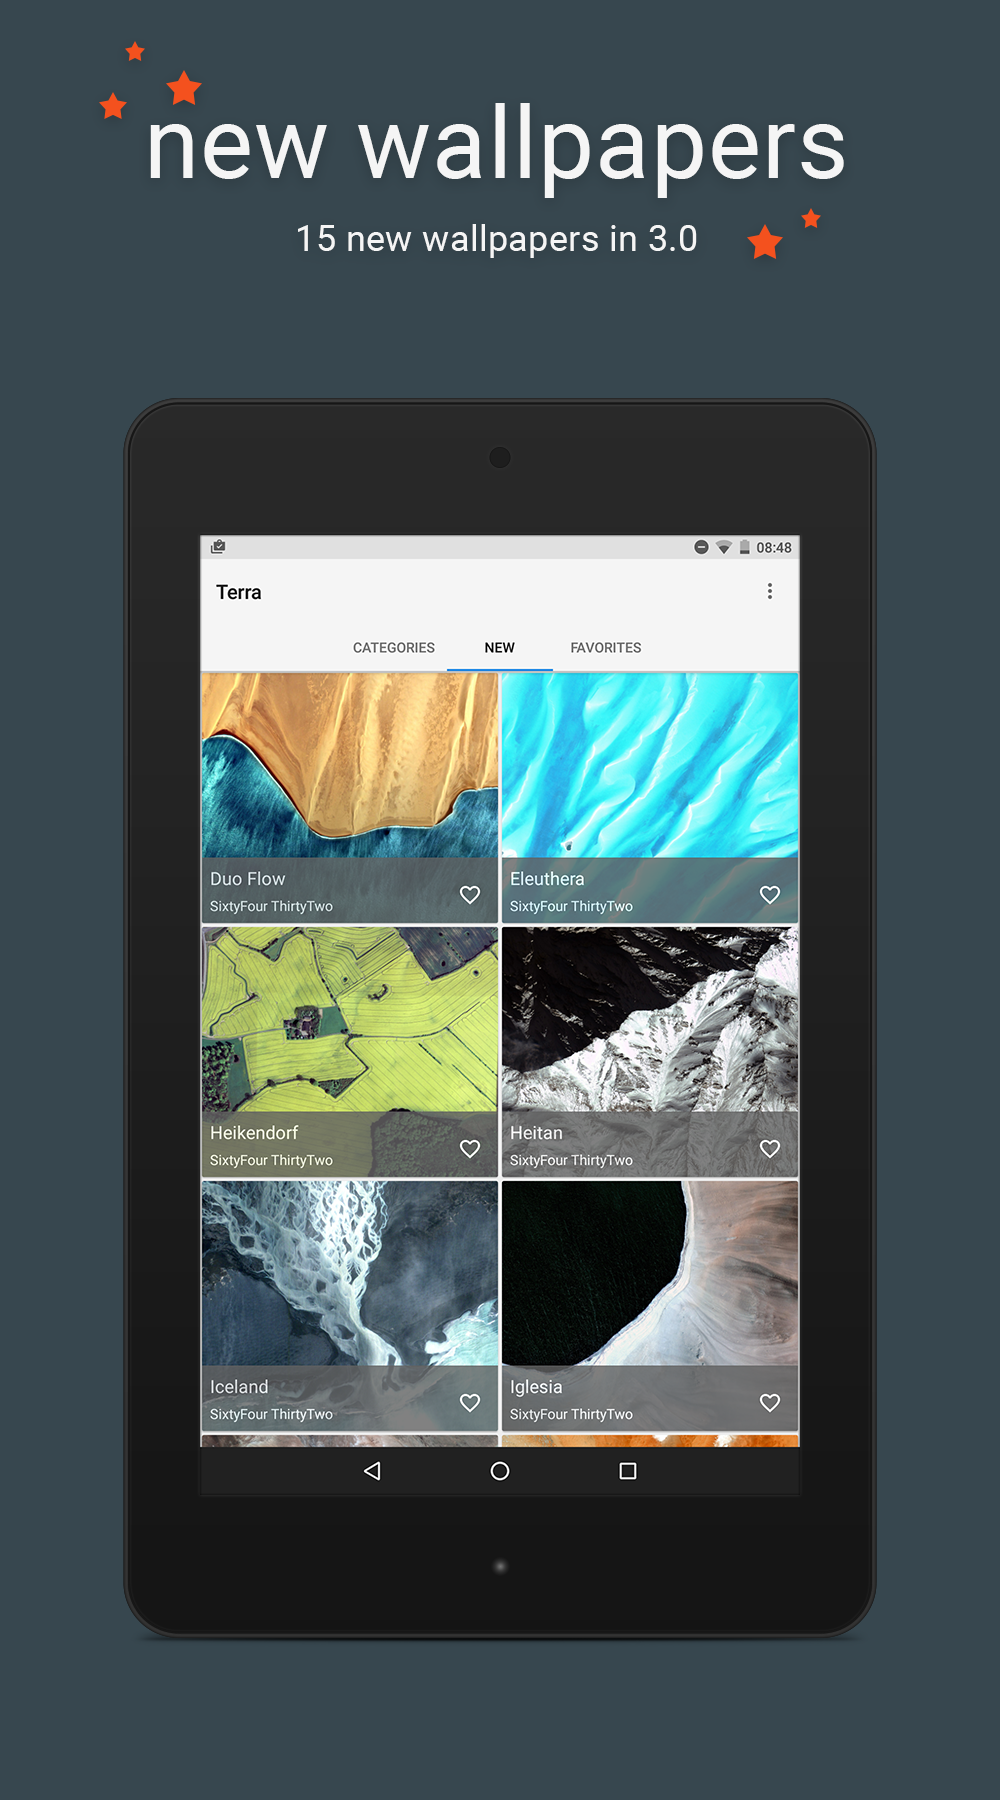 new wallpapers
15 new wallpapers in 3.0
08:48
Terra
CATEGORIES NEW FAVORITES
Duo Flow
SixtyFour ThirtyTwo
Eleuthera
SixtyFour ThirtyTwo
Heikendorf
SixtyFour ThirtyTwo
Heitan
SixtyFour ThirtyTwo
Iceland
SixtyFour ThirtyTwo
Iglesia
SixtyFour ThirtyTwo